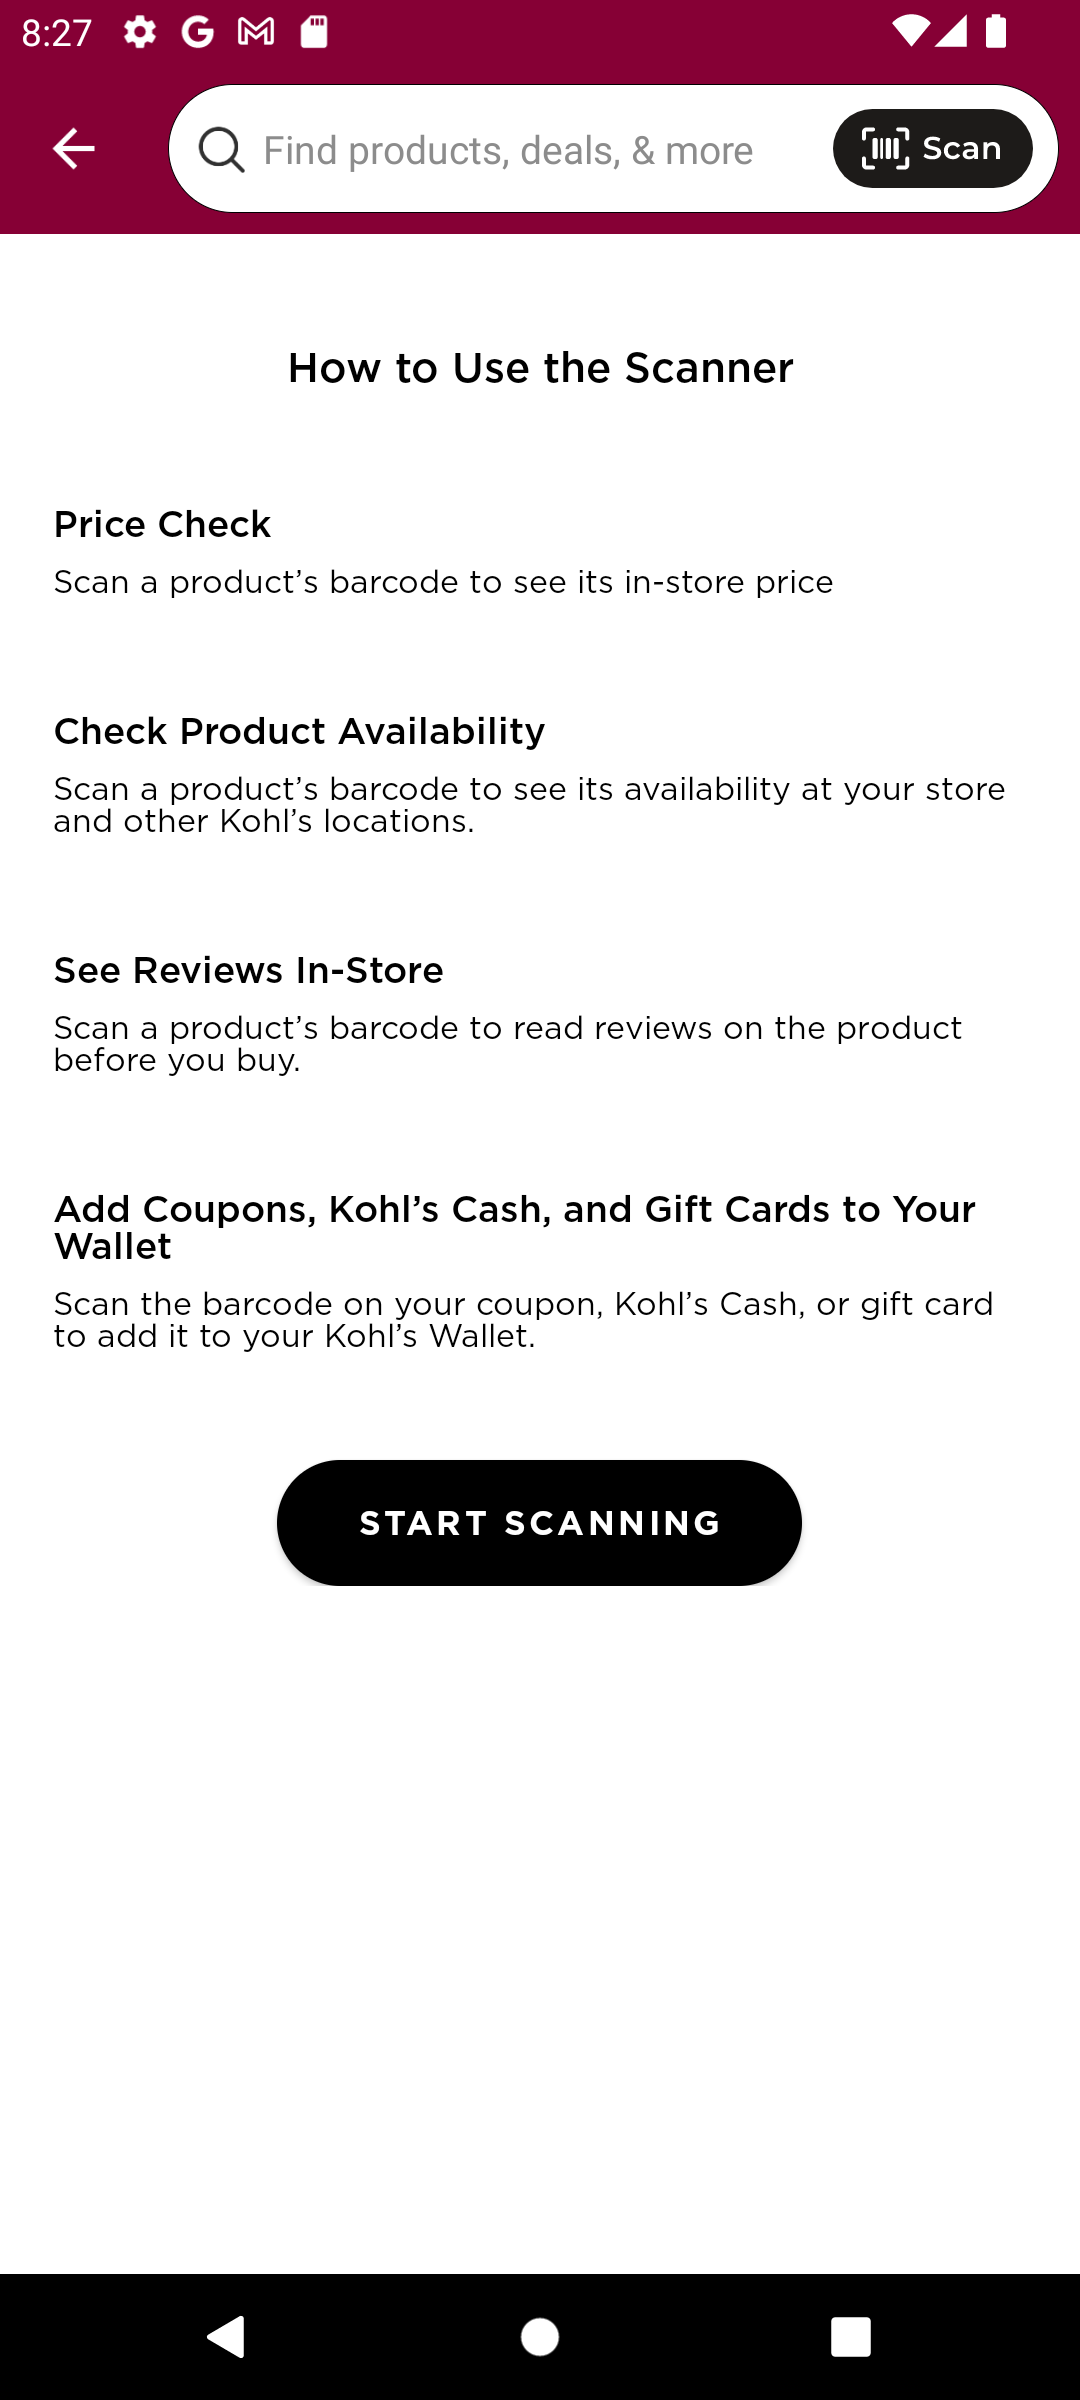 8:27
Find products, deals, & more
Scan
How to Use the Scanner
Price Check
Scan a product’s barcode to see its in-store price
Check Product Availability
Scan a product’s barcode to see its availability at your store
and other Kohl’s locations.
See Reviews In-Store
Scan a product’s barcode to read reviews on the product
before you buy.
Add Coupons, Kohl’s Cash, and Gift Cards to Your
Wallet
Scan the barcode on your coupon, Kohl’s Cash, or gift card
to add it to your Kohl’s Wallet.
START SCANNING